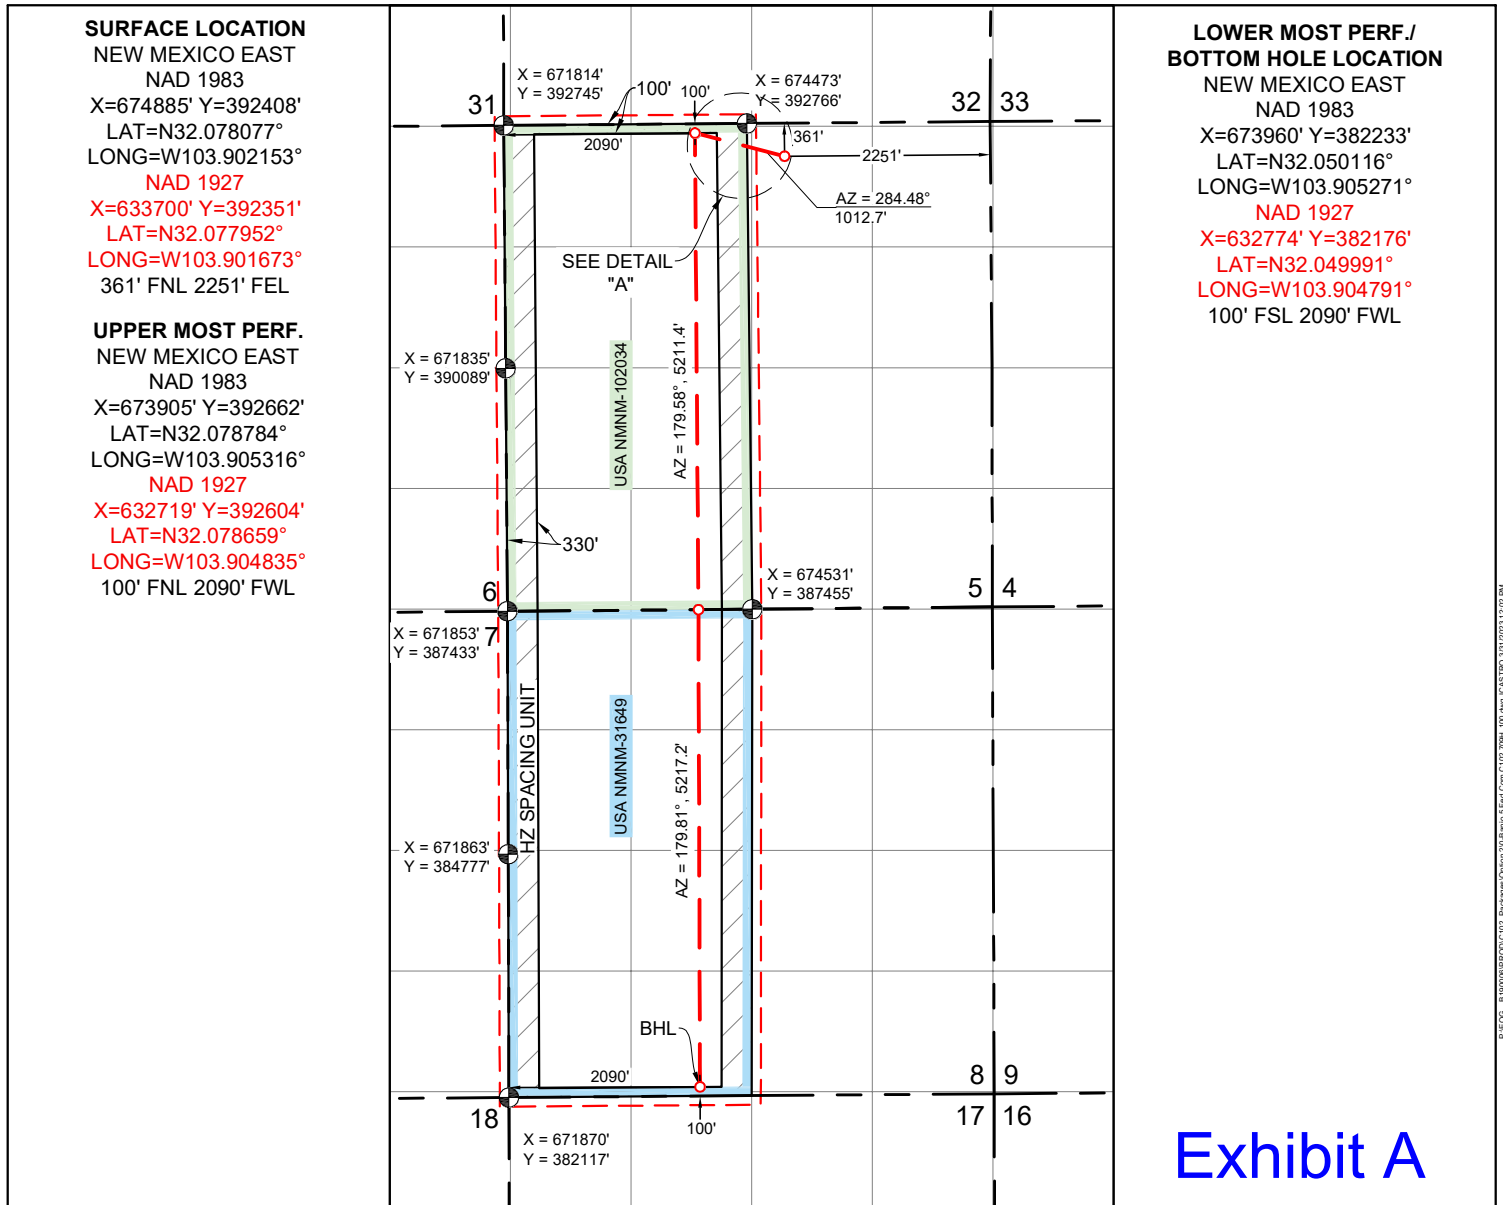 SURFACE LOCATION
NEW MEXICO EAST
NAD 1983
X=674885' Y=392408'
LAT=N32.078077°
LONG=W103.902153°
NAD 1927
X=633700' Y=392351'
LAT=N32.077952°
LONG=W103.901673°
361' FNL 2251' FEL
UPPER MOST PERF.
NEW MEXICO EAST
NAD 1983
X=673905' Y=392662'
LAT=N32.078784°
LONG=W103.905316°
NAD 1927
X=632719' Y=392604'
LAT=N32.078659°
LONG=W103.904835°
100' FNL 2090' FWL
X = 671814'
Y = 392745'
100'
100'
X = 674473'
Y = 392766'
31
32 33
361'
2090'
2251'
AZ = 284.48°
1012.7'
SEE DETAIL
"A"
X = 671835'
Y = 390089'
USA NMNM-102034
AZ = 179.58°, 5211.4'
330'
X = 674531'
Y = 387455'
6
5 4
X = 671853'
Y = 387433'
7
HZ SPACING UNIT
USA NMNM-31649
AZ = 179.81°, 5217.2'
X = 671863'
Y = 384777'
BHL
2090'
8 9
18
17 16
100'
X = 671870'
Y = 382117'
LOWER MOST PERF./
BOTTOM HOLE LOCATION
NEW MEXICO EAST
NAD 1983
X=673960' Y=382233'
LAT=N32.050116°
LONG=W103.905271°
NAD 1927
X=632774' Y=382176'
LAT=N32.049991°
LONG=W103.904791°
100' FSL 2090' FWL
Exhibit A